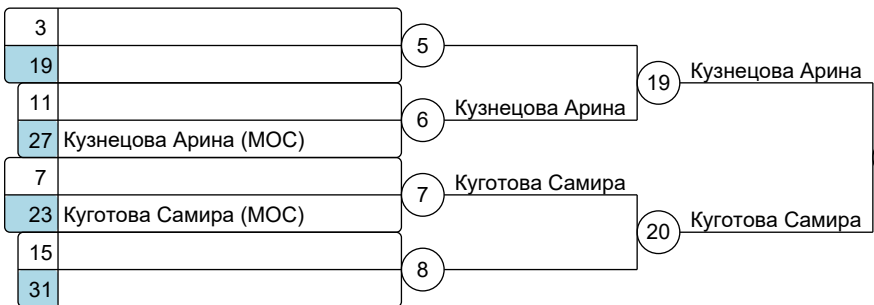 3
5
19
19 Кузнецова Арина
11
6 Кузнецова Арина
27 Кузнецова Арина (МОС)
7
7 Куготова Самира
23 Куготова Самира (МОС)
20 Куготова Самира
15
8
31